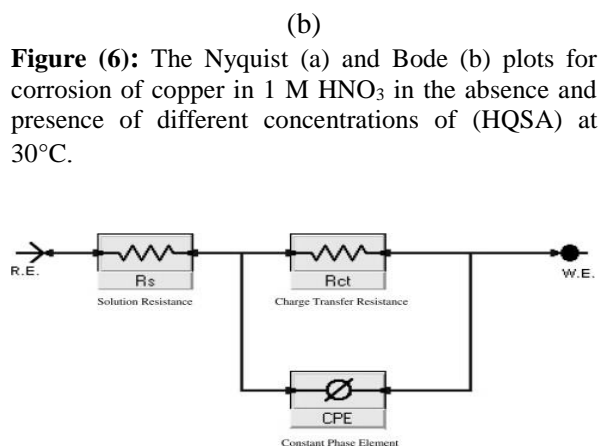 (b)
Figure (6): The Nyquist (a) and Bode (b) plots for
corrosion of copper in 1 M HNO₃ in the absence and
presence of different concentrations of (HQSA) at
30°C.
R.E.
Rs
Solution Resistance
Rct
Charge Transfer Resistance
W.E.
CPE
Constant Phase Element